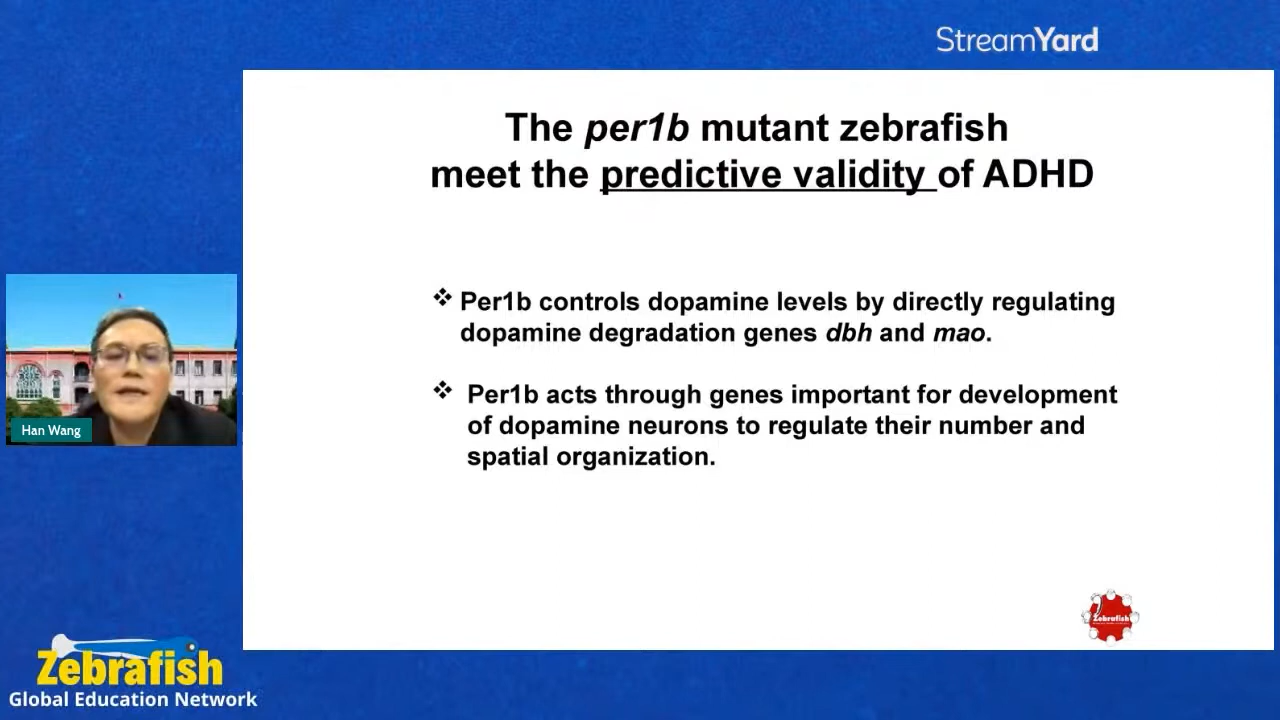 StreamYard
The per1b mutant zebrafish
meet the predictive validity of ADHD
❖ Per1b controls dopamine levels by directly regulating
dopamine degradation genes dbh and mao.
❖ Per1b acts through genes important for development
of dopamine neurons to regulate their number and
spatial organization.
Han Wang
Zebrafish
Zebrafish
Global Education Network